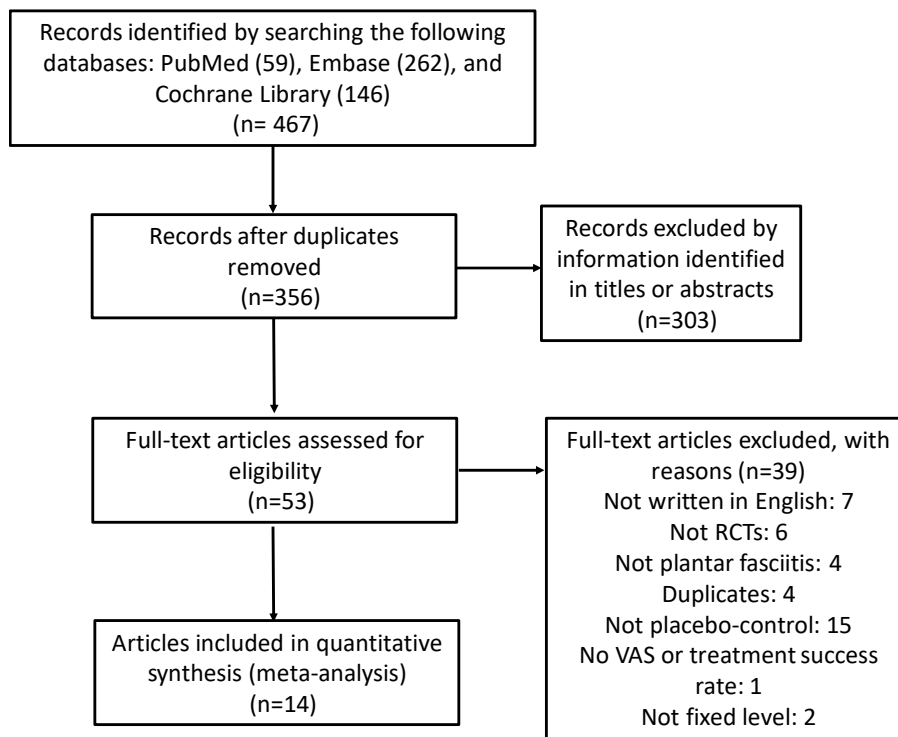 Records identified by searching the following
databases: PubMed (59), Embase (262), and
Cochrane Library (146)
(n= 467)
Records after duplicates
removed
(n=356)
Records excluded by
information identified
in titles or abstracts
(n=303)
Full-text articles assessed for
eligibility
(n=53)
Full-text articles excluded, with
reasons (n=39)
Not written in English: 7
Not RCTs: 6
Not plantar fasciitis: 4
Duplicates: 4
Not placebo-control: 15
No VAS or treatment success
rate: 1
Not fixed level: 2
Articles included in quantitative
synthesis (meta-analysis)
(n=14)